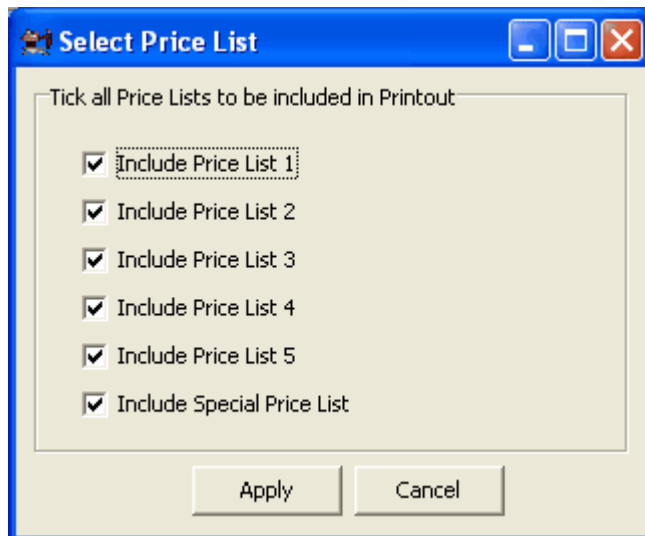 Select Price List
Tick all Price Lists to be included in Printout
Include Price List 1
Include Price List 2
Include Price List 3
Include Price List 4
Include Price List 5
Include Special Price List
Apply Cancel